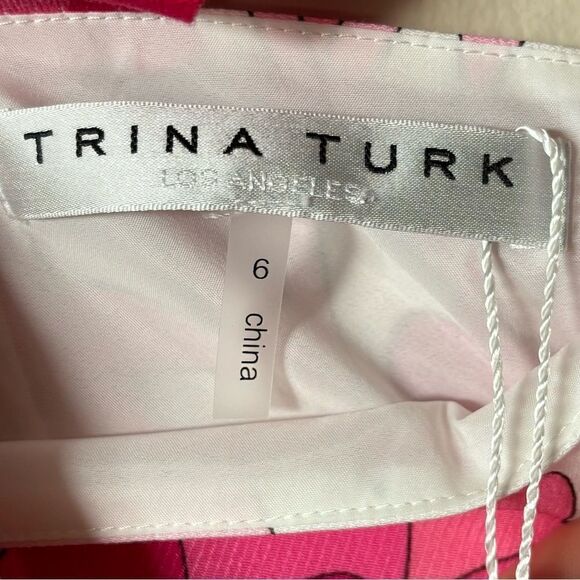 TRINA TURK
LOS ANGELES
6
china